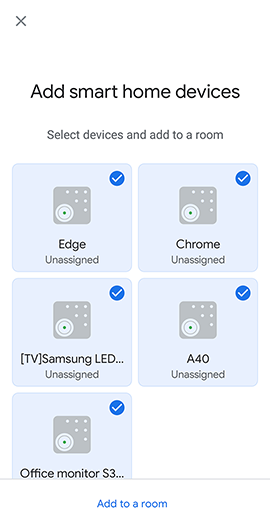 Add smart home devices
Select devices and add to a room
Edge
Unassigned
Chrome
Unassigned
[TV]Samsung LED...
Unassigned
A40
Unassigned
Office monitor S3...
Add to a room